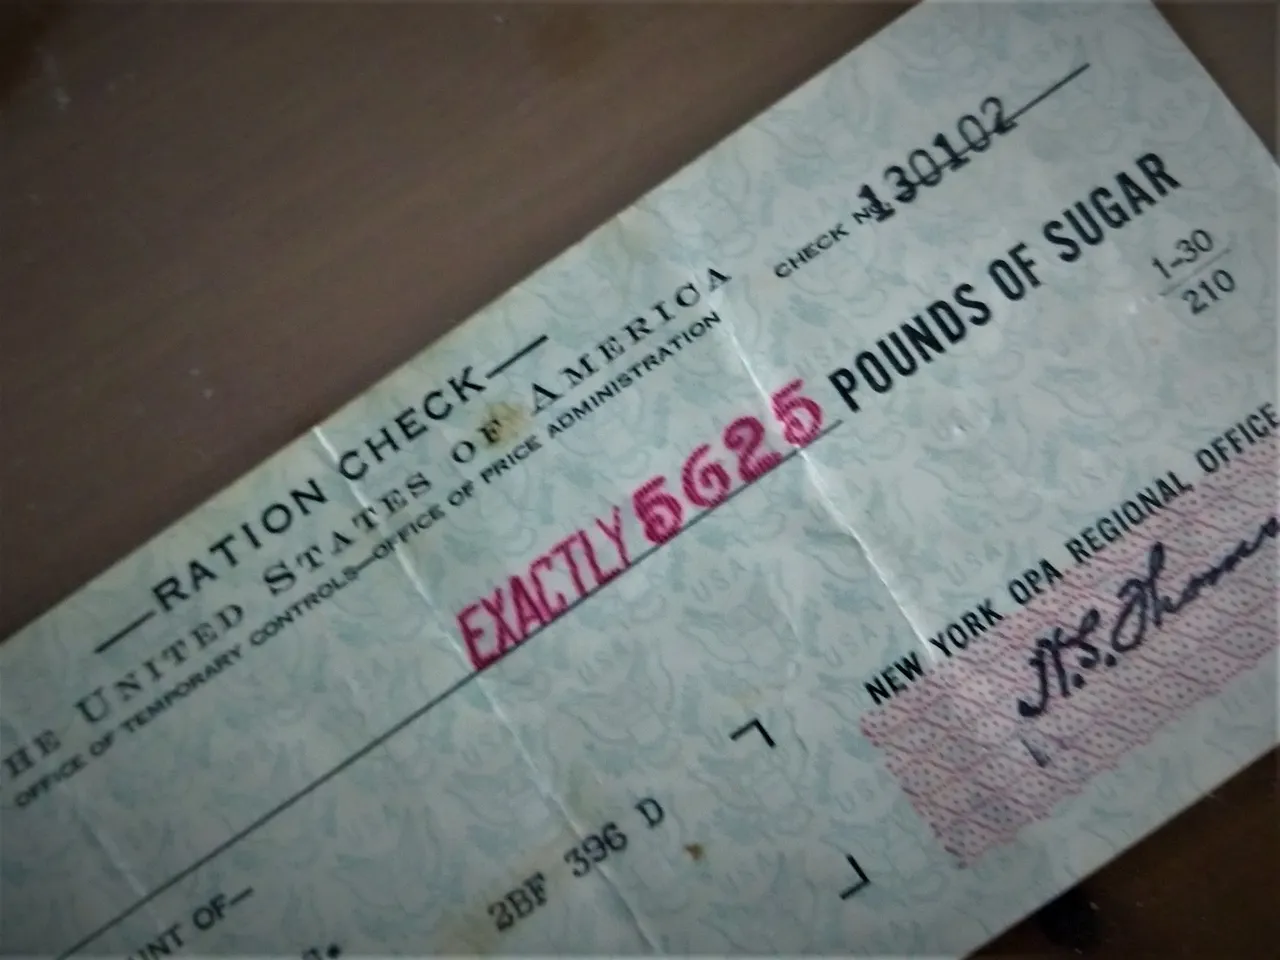 —RATION CHECK—
HE UNITED STATES OF AMERICA
OFFICE OF TEMPORARY CONTROLS—OFFICE OF PRICE ADMINISTRATION
CHECK No. 130102
EXACTLY 5625 POUNDS OF SUGAR
1-30
210
NEW YORK OPA REGIONAL OFFICE
H.S. Thomas
2BF 396 D
UNT OF—